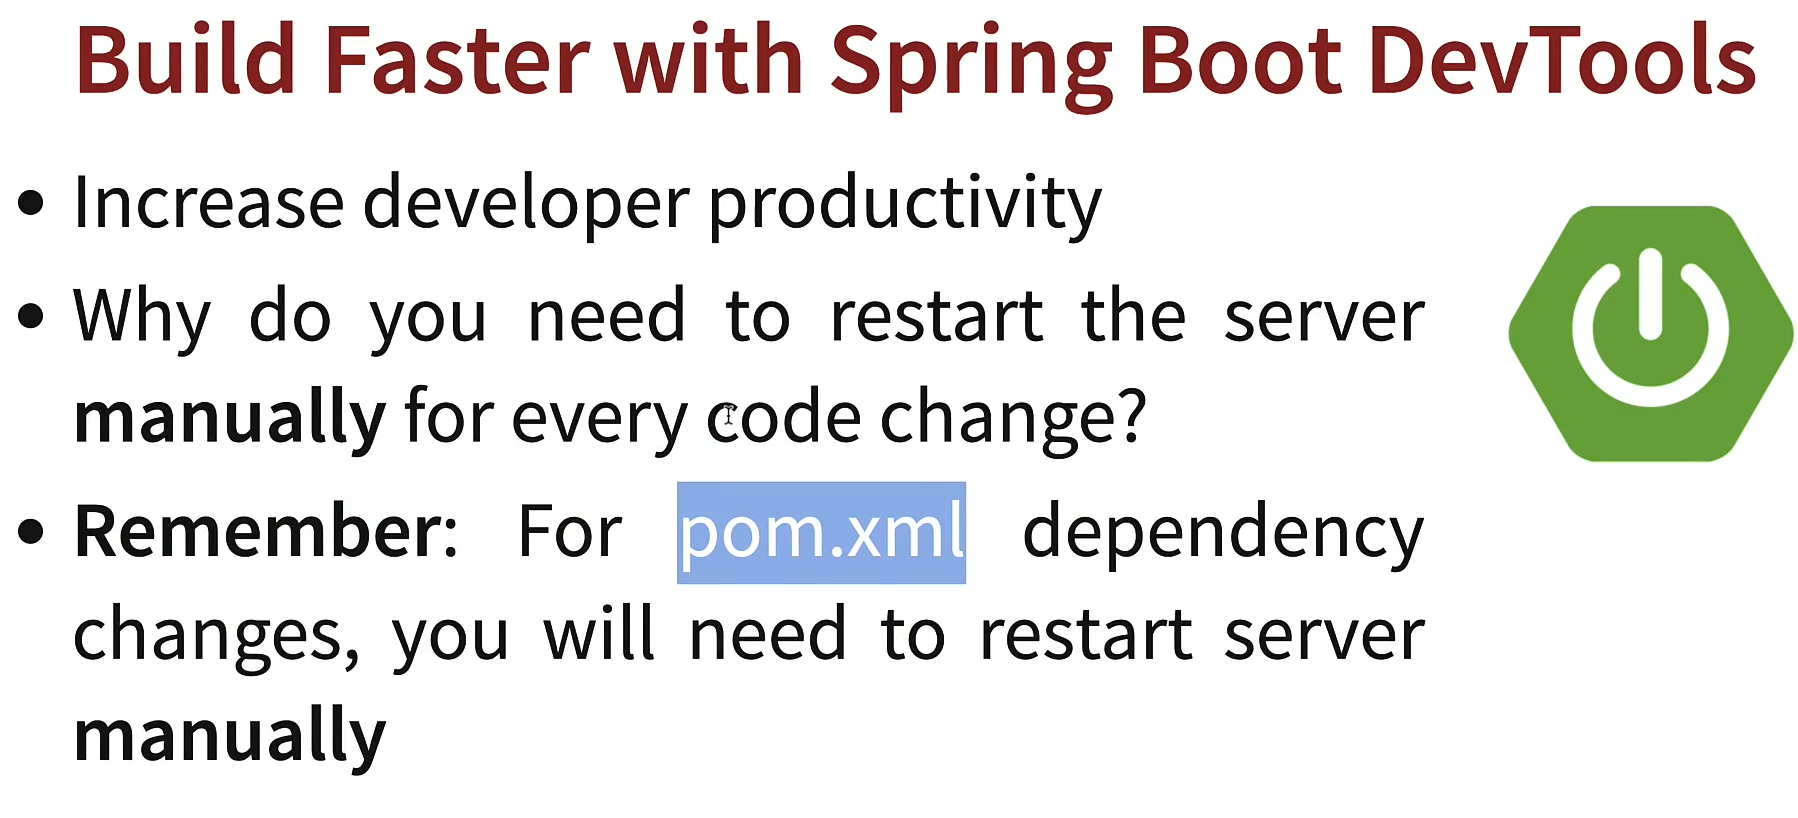 Build Faster with Spring Boot DevTools
• Increase developer productivity
• Why do you need to restart the server
manually for every code change?
• Remember: For pom.xml dependency
changes, you will need to restart server
manually